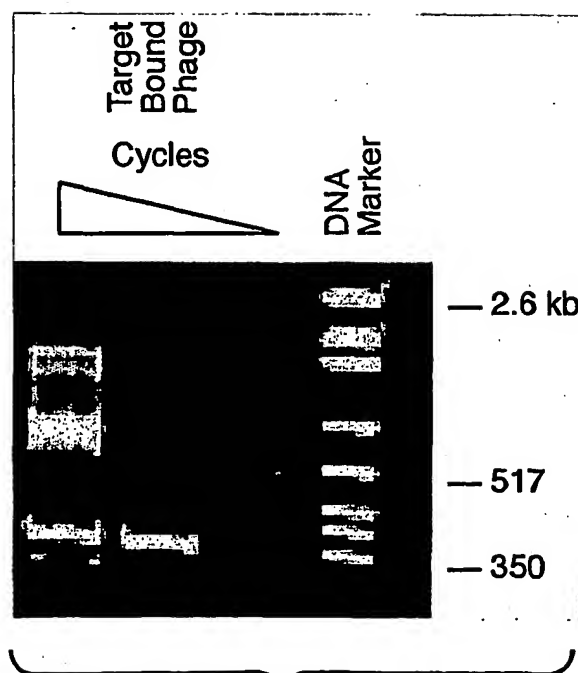 Target
Bound
Phage
Cycles
DNA
Marker
2.6 kb
517
350